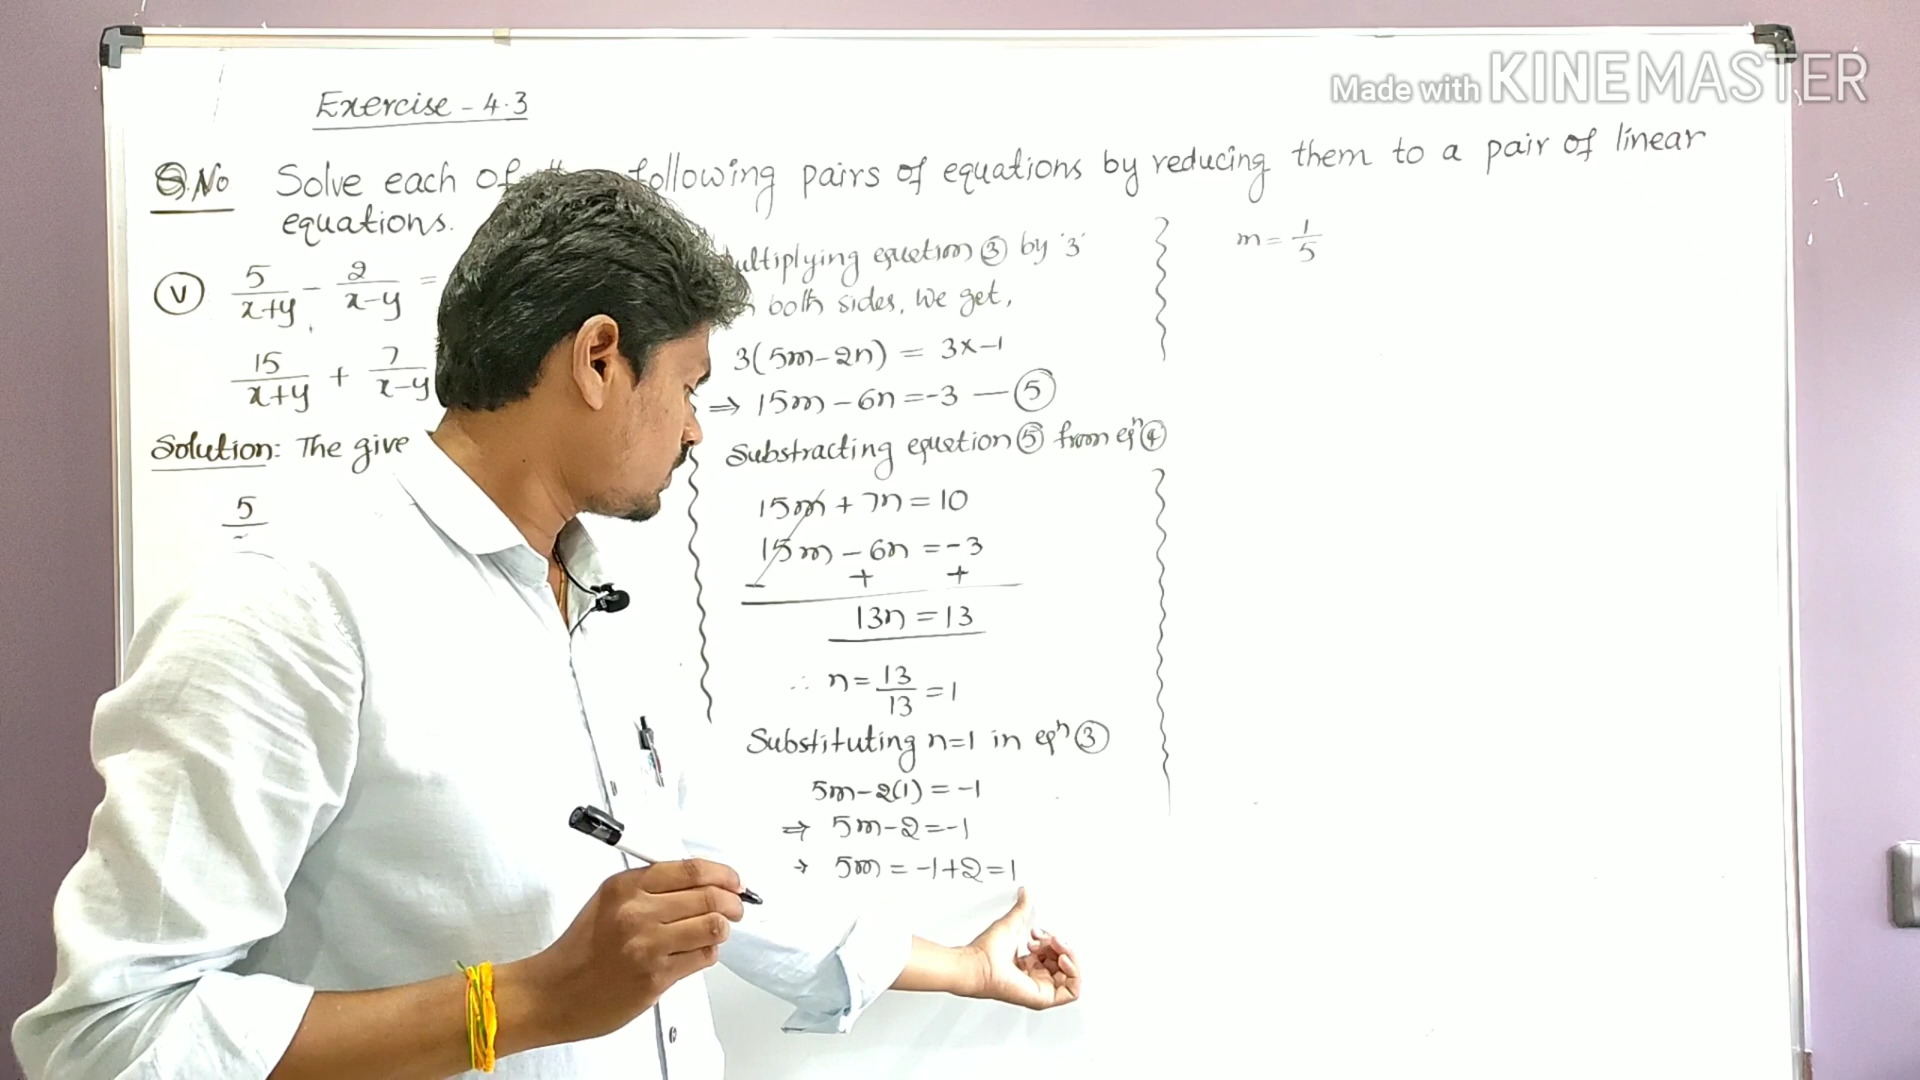 Made with KINEMASTER
Exercise - 4.3
Q.No Solve each of following pairs of equations by reducing them to a pair of linear
equations.
(V) 5/(x+y) - 2/(x-y) =
15/(x+y) + 7/(x-y)
Solution: The give
5
ultiplying equetion ③ by '3'
both sides, we get,
3(5m-2n) = 3x-1
⇒ 15m - 6n = -3 — ⑤
Substracting equetion ⑤ from eqⁿ ④
15m + 7n = 10
15m - 6n = -3
- + +
13n = 13
∴ n = 13/13 = 1
Substituting n=1 in eqⁿ ③
5m-2(1) = -1
⇒ 5m-2=-1
→ 5m = -1+2=1
m = 1/5